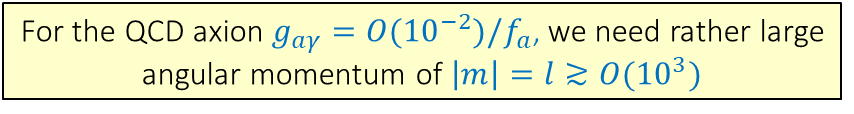 For the QCD axion g_{aγ} = O(10^{-2})/f_a, we need rather large
angular momentum of |m| = l ≳ O(10^3)